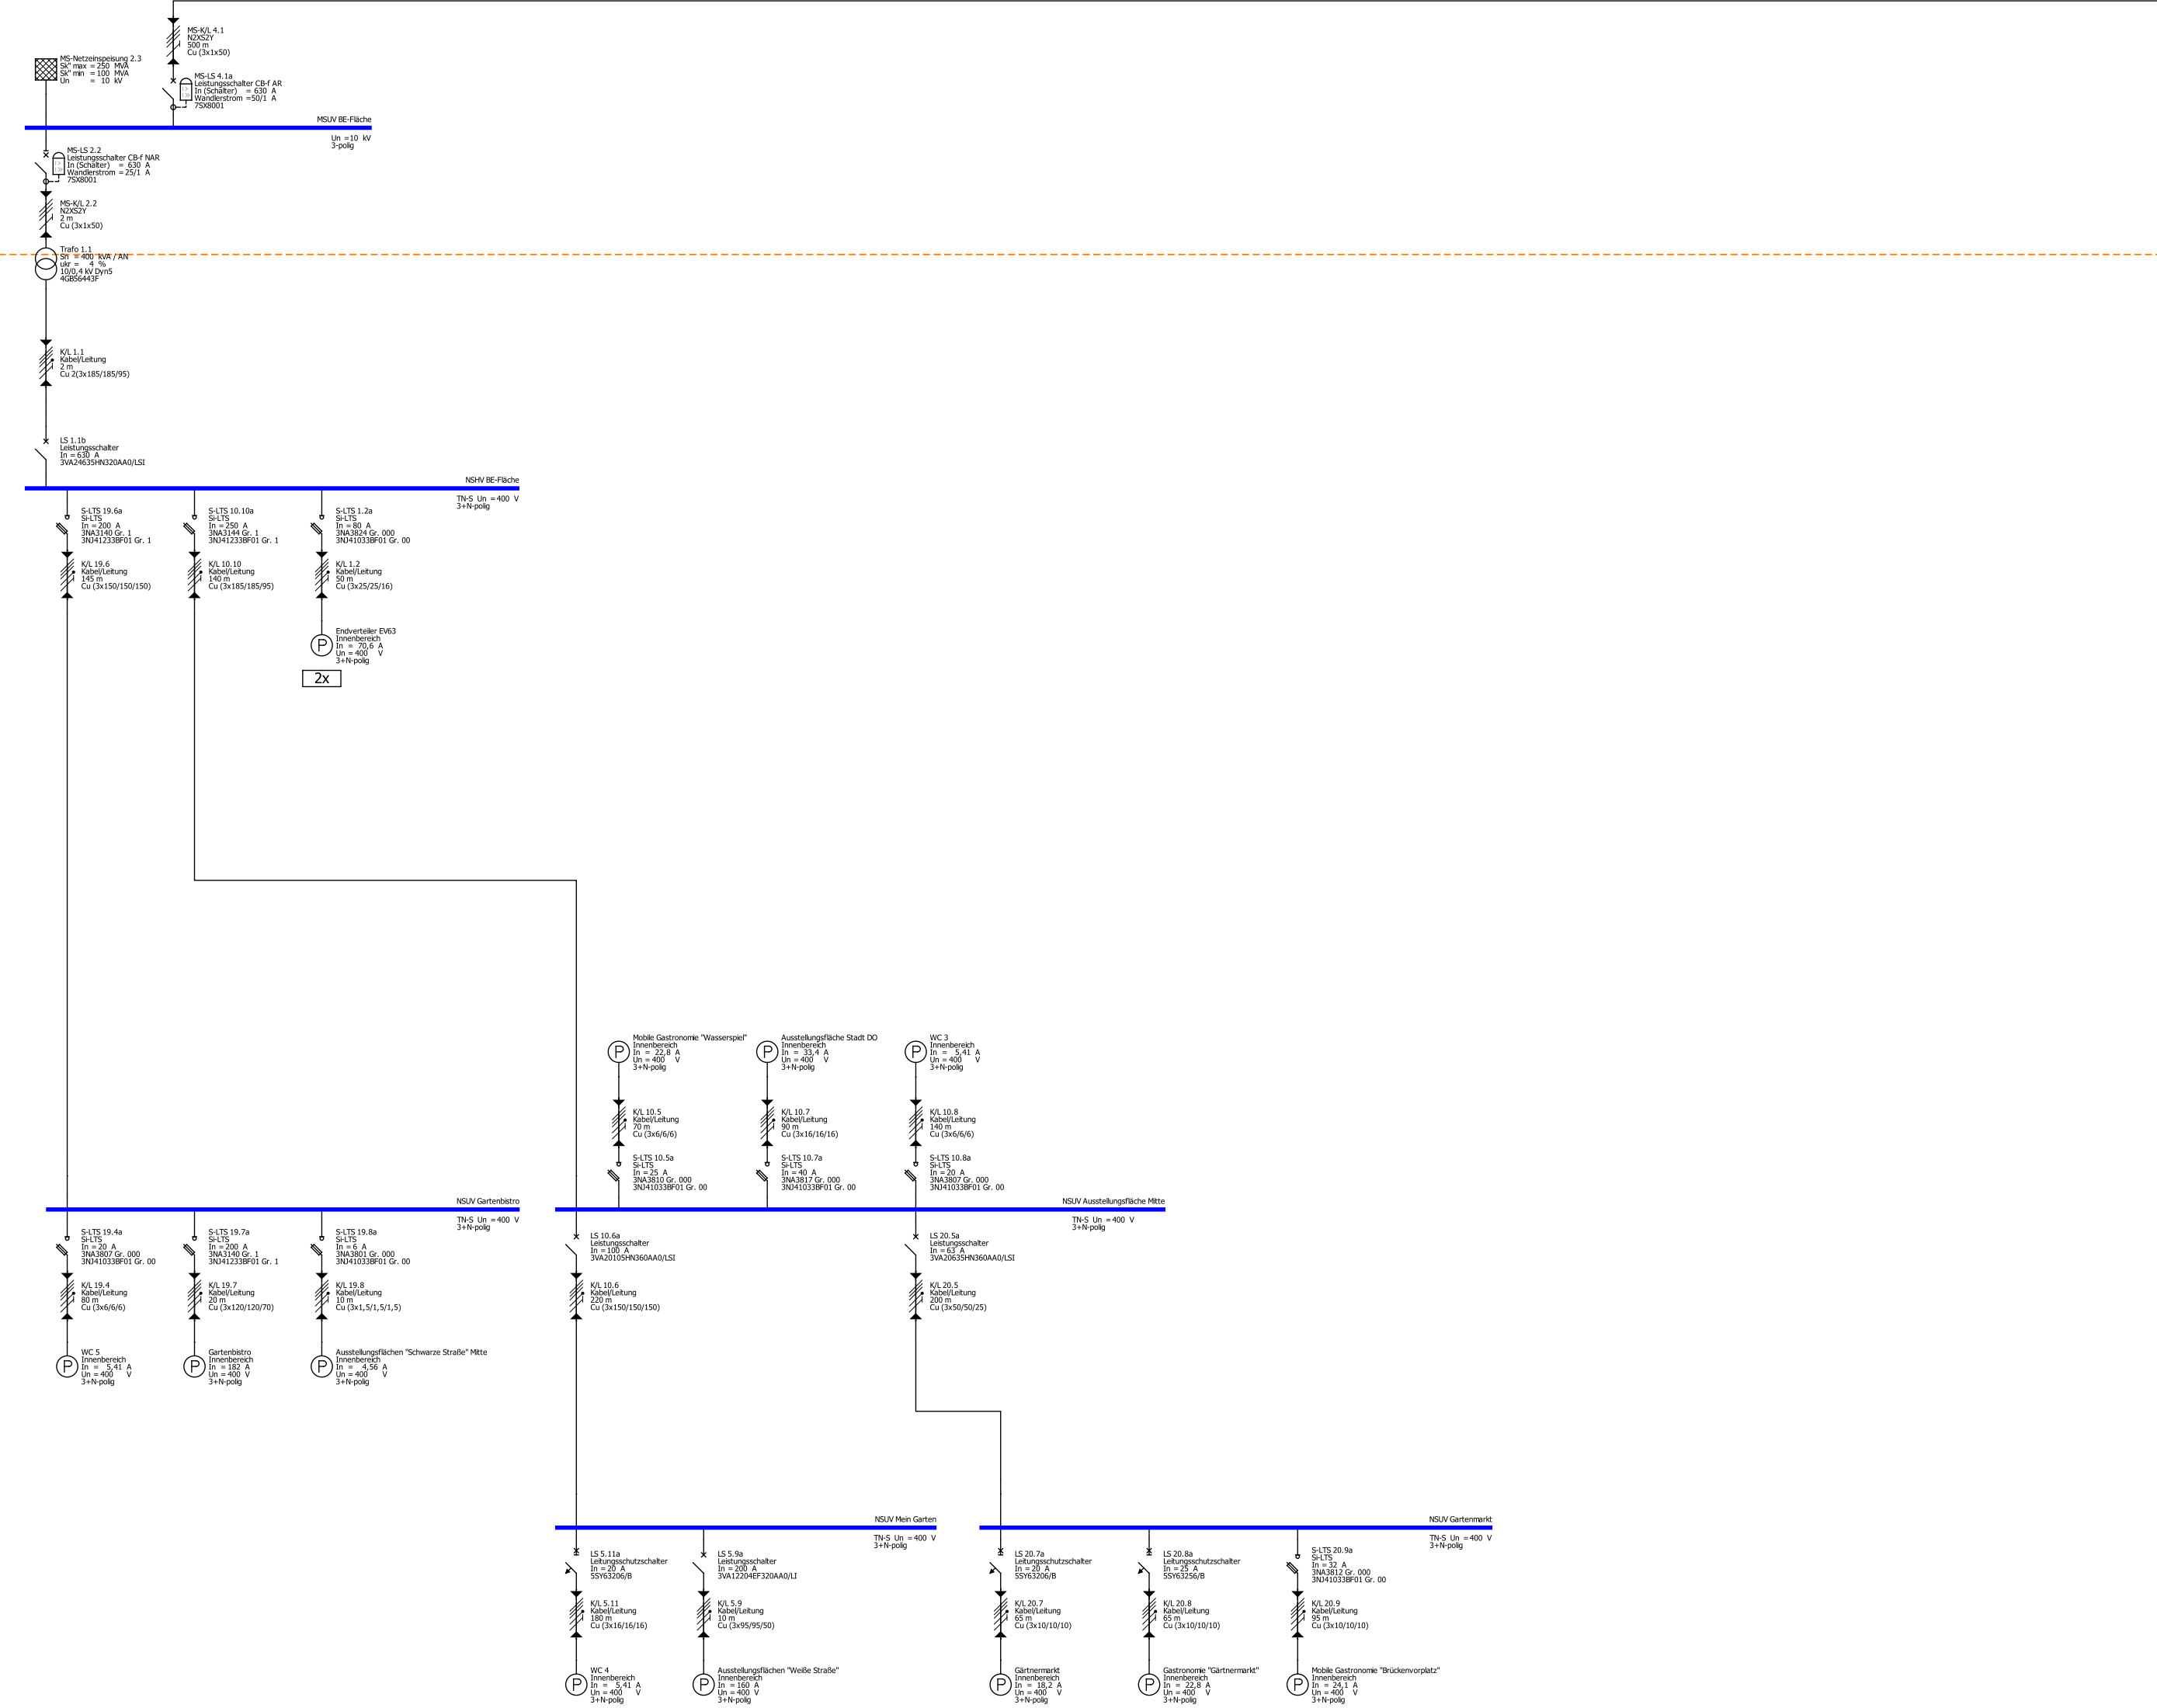 MS-K/L 4.1
N2XS2Y
500 m
Cu (3x1x50)
MS-Netzeinspeisung 2.3
Sk" max = 250 MVA
Sk" min = 100 MVA
Un = 10 kV
MS-LS 4.1a
Leistungsschalter CB-f AR
In (Schalter) = 630 A
Wandlerstrom =50/1 A
7SX8001
MSUV BE-Fläche
Un =10 kV
3-polig
MS-LS 2.2
Leistungsschalter CB-f NAR
In (Schalter) = 630 A
Wandlerstrom =25/1 A
7SX8001
MS-K/L 2.2
N2XS2Y
2 m
Cu (3x1x50)
Trafo 1.1
Sn = 400 kVA / AN
ukr = 4 %
10/0,4 kV Dyn5
4GB56443F
K/L 1.1
Kabel/Leitung
2 m
Cu 2(3x185/185/95)
LS 1.1b
Leistungsschalter
In = 630 A
3VA24635HN320AA0/LSI
NSHV BE-Fläche
TN-S Un =400 V
3+N-polig
S-LTS 19.6a
Si-LTS
In = 200 A
3NA3140 Gr. 1
3NJ41233BF01 Gr. 1
S-LTS 10.10a
Si-LTS
In = 250 A
3NA3144 Gr. 1
3NJ41233BF01 Gr. 1
S-LTS 1.2a
Si-LTS
In = 80 A
3NA3824 Gr. 000
3NJ41033BF01 Gr. 00
K/L 19.6
Kabel/Leitung
145 m
Cu (3x150/150/150)
K/L 10.10
Kabel/Leitung
140 m
Cu (3x185/185/95)
K/L 1.2
Kabel/Leitung
50 m
Cu (3x25/25/16)
P
Endverteiler EV63
Innenbereich
In = 70,6 A
Un = 400 V
3+N-polig
2x
P
Mobile Gastronomie "Wasserspiel"
Innenbereich
In = 22,8 A
Un = 400 V
3+N-polig
P
Ausstellungsfläche Stadt DO
Innenbereich
In = 33,4 A
Un = 400 V
3+N-polig
P
WC 3
Innenbereich
In = 5,41 A
Un = 400 V
3+N-polig
K/L 10.5
Kabel/Leitung
70 m
Cu (3x6/6/6)
K/L 10.7
Kabel/Leitung
90 m
Cu (3x16/16/16)
K/L 10.8
Kabel/Leitung
140 m
Cu (3x6/6/6)
S-LTS 10.5a
Si-LTS
In = 25 A
3NA3810 Gr. 000
3NJ41033BF01 Gr. 00
S-LTS 10.7a
Si-LTS
In = 40 A
3NA3817 Gr. 000
3NJ41033BF01 Gr. 00
S-LTS 10.8a
Si-LTS
In = 20 A
3NA3807 Gr. 000
3NJ41033BF01 Gr. 00
NSUV Gartenbistro
TN-S Un =400 V
3+N-polig
NSUV Ausstellungsfläche Mitte
TN-S Un =400 V
3+N-polig
S-LTS 19.4a
Si-LTS
In = 20 A
3NA3807 Gr. 000
3NJ41033BF01 Gr. 00
S-LTS 19.7a
Si-LTS
In = 200 A
3NA3140 Gr. 1
3NJ41233BF01 Gr. 1
S-LTS 19.8a
Si-LTS
In = 6 A
3NA3801 Gr. 000
3NJ41033BF01 Gr. 00
LS 10.6a
Leistungsschalter
In = 100 A
3VA20105HN360AA0/LSI
LS 20.5a
Leistungsschalter
In = 63 A
3VA20635HN360AA0/LSI
K/L 19.4
Kabel/Leitung
80 m
Cu (3x6/6/6)
K/L 19.7
Kabel/Leitung
20 m
Cu (3x120/120/70)
K/L 19.8
Kabel/Leitung
10 m
Cu (3x1,5/1,5/1,5)
K/L 10.6
Kabel/Leitung
220 m
Cu (3x150/150/150)
K/L 20.5
Kabel/Leitung
200 m
Cu (3x50/50/25)
P
WC 5
Innenbereich
In = 5,41 A
Un = 400 V
3+N-polig
P
Gartenbistro
Innenbereich
In = 182 A
Un = 400 V
3+N-polig
P
Ausstellungsflächen "Schwarze Straße" Mitte
Innenbereich
In = 4,56 A
Un = 400 V
3+N-polig
NSUV Mein Garten
TN-S Un =400 V
3+N-polig
NSUV Gartenmarkt
TN-S Un =400 V
3+N-polig
LS 5.11a
Leitungsschutzschalter
In = 20 A
5SY63206/B
LS 5.9a
Leistungsschalter
In = 200 A
3VA12204EF320AA0/LI
LS 20.7a
Leitungsschutzschalter
In = 20 A
5SY63206/B
LS 20.8a
Leitungsschutzschalter
In = 25 A
5SY63256/B
S-LTS 20.9a
Si-LTS
In = 32 A
3NA3812 Gr. 000
3NJ41033BF01 Gr. 00
K/L 5.11
Kabel/Leitung
180 m
Cu (3x16/16/16)
K/L 5.9
Kabel/Leitung
10 m
Cu (3x95/95/50)
K/L 20.7
Kabel/Leitung
65 m
Cu (3x10/10/10)
K/L 20.8
Kabel/Leitung
65 m
Cu (3x10/10/10)
K/L 20.9
Kabel/Leitung
95 m
Cu (3x10/10/10)
P
WC 4
Innenbereich
In = 5,41 A
Un = 400 V
3+N-polig
P
Ausstellungsflächen "Weiße Straße"
Innenbereich
In = 160 A
Un = 400 V
3+N-polig
P
Gärtnermarkt
Innenbereich
In = 18,2 A
Un = 400 V
3+N-polig
P
Gastronomie "Gärtnermarkt"
Innenbereich
In = 22,8 A
Un = 400 V
3+N-polig
P
Mobile Gastronomie "Brückenvorplatz"
Innenbereich
In = 24,1 A
Un = 400 V
3+N-polig